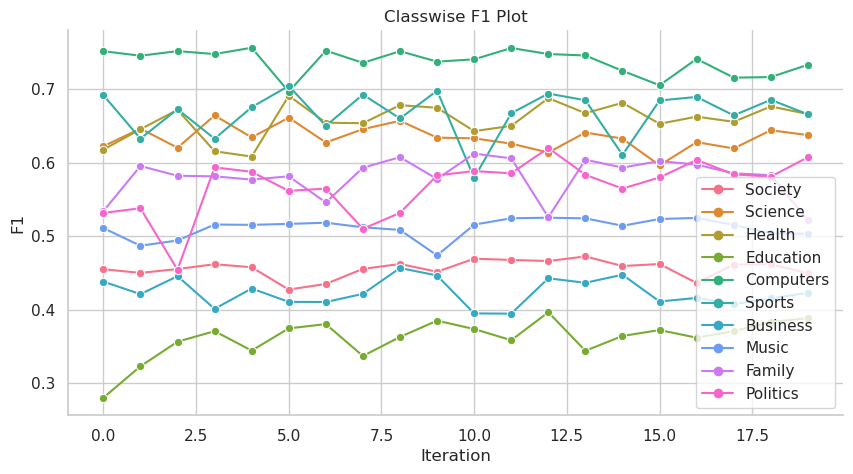 Classwise F1 Plot
F1
0.7
0.6
0.5
0.4
0.3
Society
Science
Health
Education
Computers
Sports
Business
Music
Family
Politics
0.0 2.5 5.0 7.5 10.0 12.5 15.0 17.5
Iteration